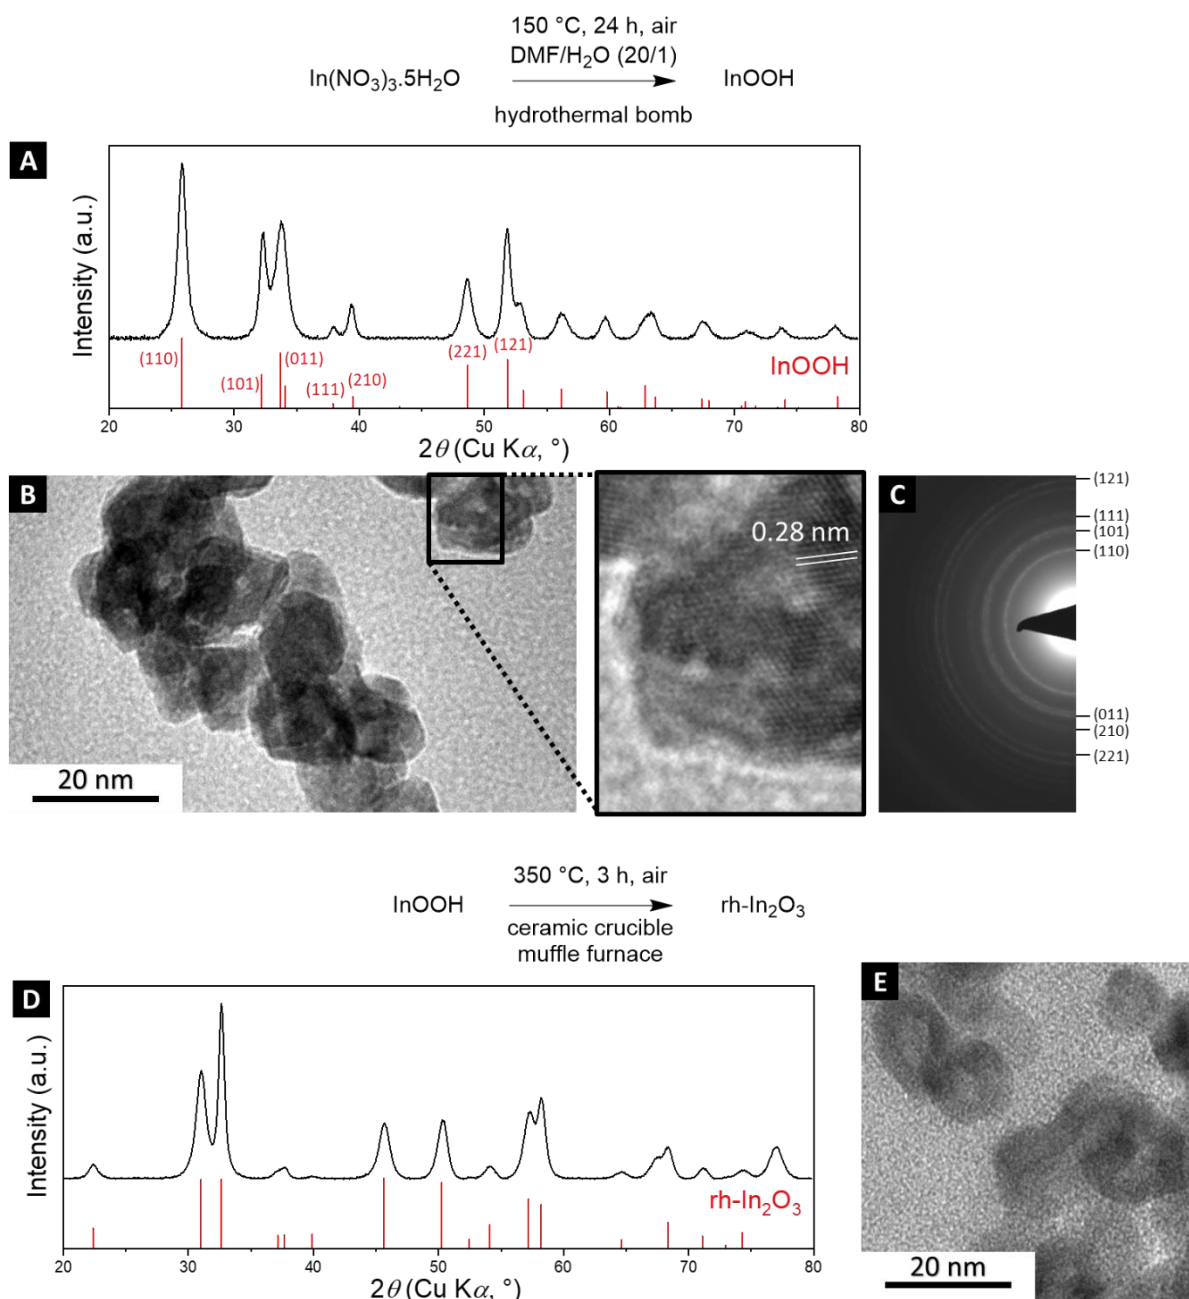 150 °C, 24 h, air
DMF/H₂O (20/1)
In(NO₃)₃.5H₂O
InOOH
hydrothermal bomb
A
Intensity (a.u.)
(110)
(101)
(011)
(111)
(210)
(221)
(121)
InOOH
20 30 40 50 60 70 80
2θ (Cu Kα, °)
B
20 nm
0.28 nm
C
(121)
(111)
(101)
(110)
(011)
(210)
(221)
350 °C, 3 h, air
InOOH
rh-In₂O₃
ceramic crucible
muffle furnace
D
Intensity (a.u.)
rh-In₂O₃
20 30 40 50 60 70 80
2θ (Cu Kα, °)
E
20 nm